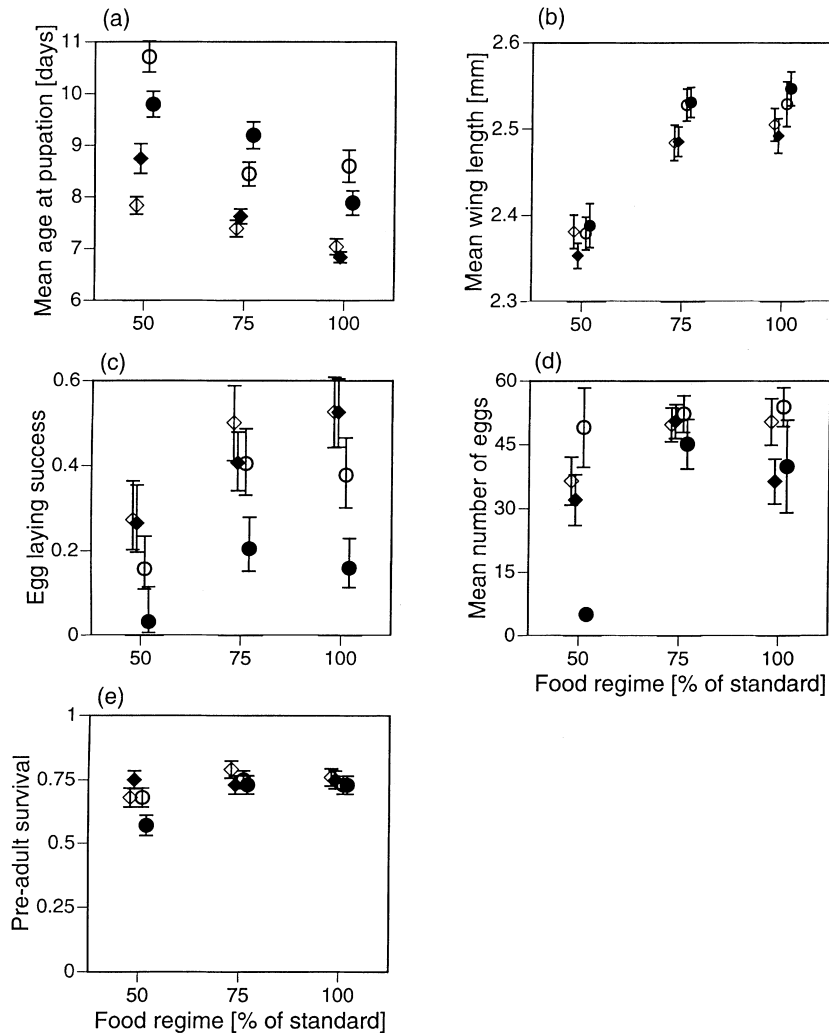 (a)
Mean age at pupation [days]
11
10
9
8
7
6
50 75 100
(b)
Mean wing length [mm]
2.6
2.5
2.4
2.3
50 75 100
(c)
Egg laying success
0.6
0.4
0.2
0
50 75 100
(d)
Mean number of eggs
60
45
30
15
0
50 75 100
Food regime [% of standard]
(e)
Pre-adult survival
1
0.75
0.5
0.25
0
50 75 100
Food regime [% of standard]